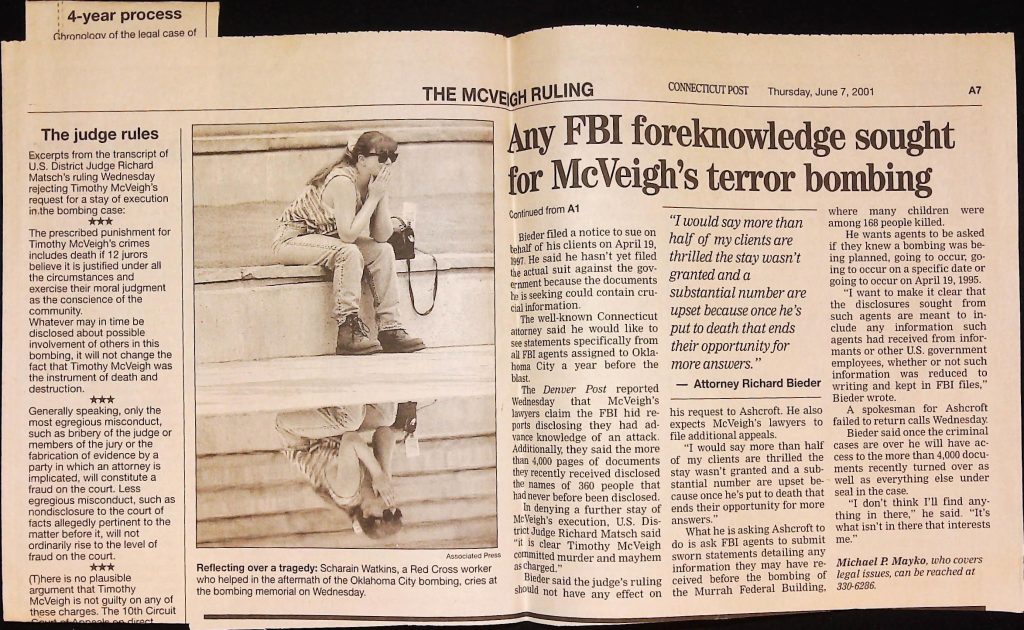 4-year process
Chronology of the legal case of
THE MCVEIGH RULING
CONNECTICUT POST Thursday, June 7, 2001
A7
The judge rules
Excerpts from the transcript of
U.S. District Judge Richard
Matsch's ruling Wednesday
rejecting Timothy McVeigh's
request for a stay of execution
in the bombing case:
★★★
The prescribed punishment for
Timothy McVeigh's crimes
includes death if 12 jurors
believe it is justified under all
the circumstances and
exercise their moral judgment
as the conscience of the
community.
Whatever may in time be
disclosed about possible
involvement of others in this
bombing, it will not change the
fact that Timothy McVeigh was
the instrument of death and
destruction.
★★★
Generally speaking, only the
most egregious misconduct,
such as bribery of the judge or
members of the jury or the
fabrication of evidence by a
party in which an attorney is
implicated, will constitute a
fraud on the court. Less
egregious misconduct, such as
nondisclosure to the court of
facts allegedly pertinent to the
matter before it, will not
ordinarily rise to the level of
fraud on the court.
★★★
(T)here is no plausible
argument that Timothy
McVeigh is not guilty on any of
these charges. The 10th Circuit
Court of Appeals on direct
Associated Press
Reflecting over a tragedy: Scharain Watkins, a Red Cross worker
who helped in the aftermath of the Oklahoma City bombing, cries at
the bombing memorial on Wednesday.
Any FBI foreknowledge sought
for McVeigh's terror bombing
Continued from A1
Bieder filed a notice to sue on
behalf of his clients on April 19,
1997. He said he hasn't yet filed
the actual suit against the gov-
ernment because the documents
he is seeking could contain cru-
cial information.
The well-known Connecticut
attorney said he would like to
see statements specifically from
all FBI agents assigned to Okla-
homa City a year before the
blast.
The Denver Post reported
Wednesday that McVeigh's
lawyers claim the FBI hid re-
ports disclosing they had ad-
vance knowledge of an attack.
Additionally, they said the more
than 4,000 pages of documents
they recently received disclosed
the names of 360 people that
had never before been disclosed.
In denying a further stay of
McVeigh's execution, U.S. Dis-
trict Judge Richard Matsch said
"it is clear Timothy McVeigh
committed murder and mayhem
as charged."
Bieder said the judge's ruling
should not have any effect on
"I would say more than
half of my clients are
thrilled the stay wasn't
granted and a
substantial number are
upset because once he's
put to death that ends
their opportunity for
more answers."
— Attorney Richard Bieder
his request to Ashcroft. He also
expects McVeigh's lawyers to
file additional appeals.
"I would say more than half
of my clients are thrilled the
stay wasn't granted and a sub-
stantial number are upset be-
cause once he's put to death that
ends their opportunity for more
answers."
What he is asking Ashcroft to
do is ask FBI agents to submit
sworn statements detailing any
information they may have re-
ceived before the bombing of
the Murrah Federal Building,
where many children were
among 168 people killed.
He wants agents to be asked
if they knew a bombing was be-
ing planned, going to occur, go-
ing to occur on a specific date or
going to occur on April 19, 1995.
"I want to make it clear that
the disclosures sought from
such agents are meant to in-
clude any information such
agents had received from infor-
mants or other U.S. government
employees, whether or not such
information was reduced to
writing and kept in FBI files,"
Bieder wrote.
A spokesman for Ashcroft
failed to return calls Wednesday.
Bieder said once the criminal
cases are over he will have ac-
cess to the more than 4,000 docu-
ments recently turned over as
well as everything else under
seal in the case.
"I don't think I'll find any-
thing in there," he said. "It's
what isn't in there that interests
me."
Michael P. Mayko, who covers
legal issues, can be reached at
330-6286.